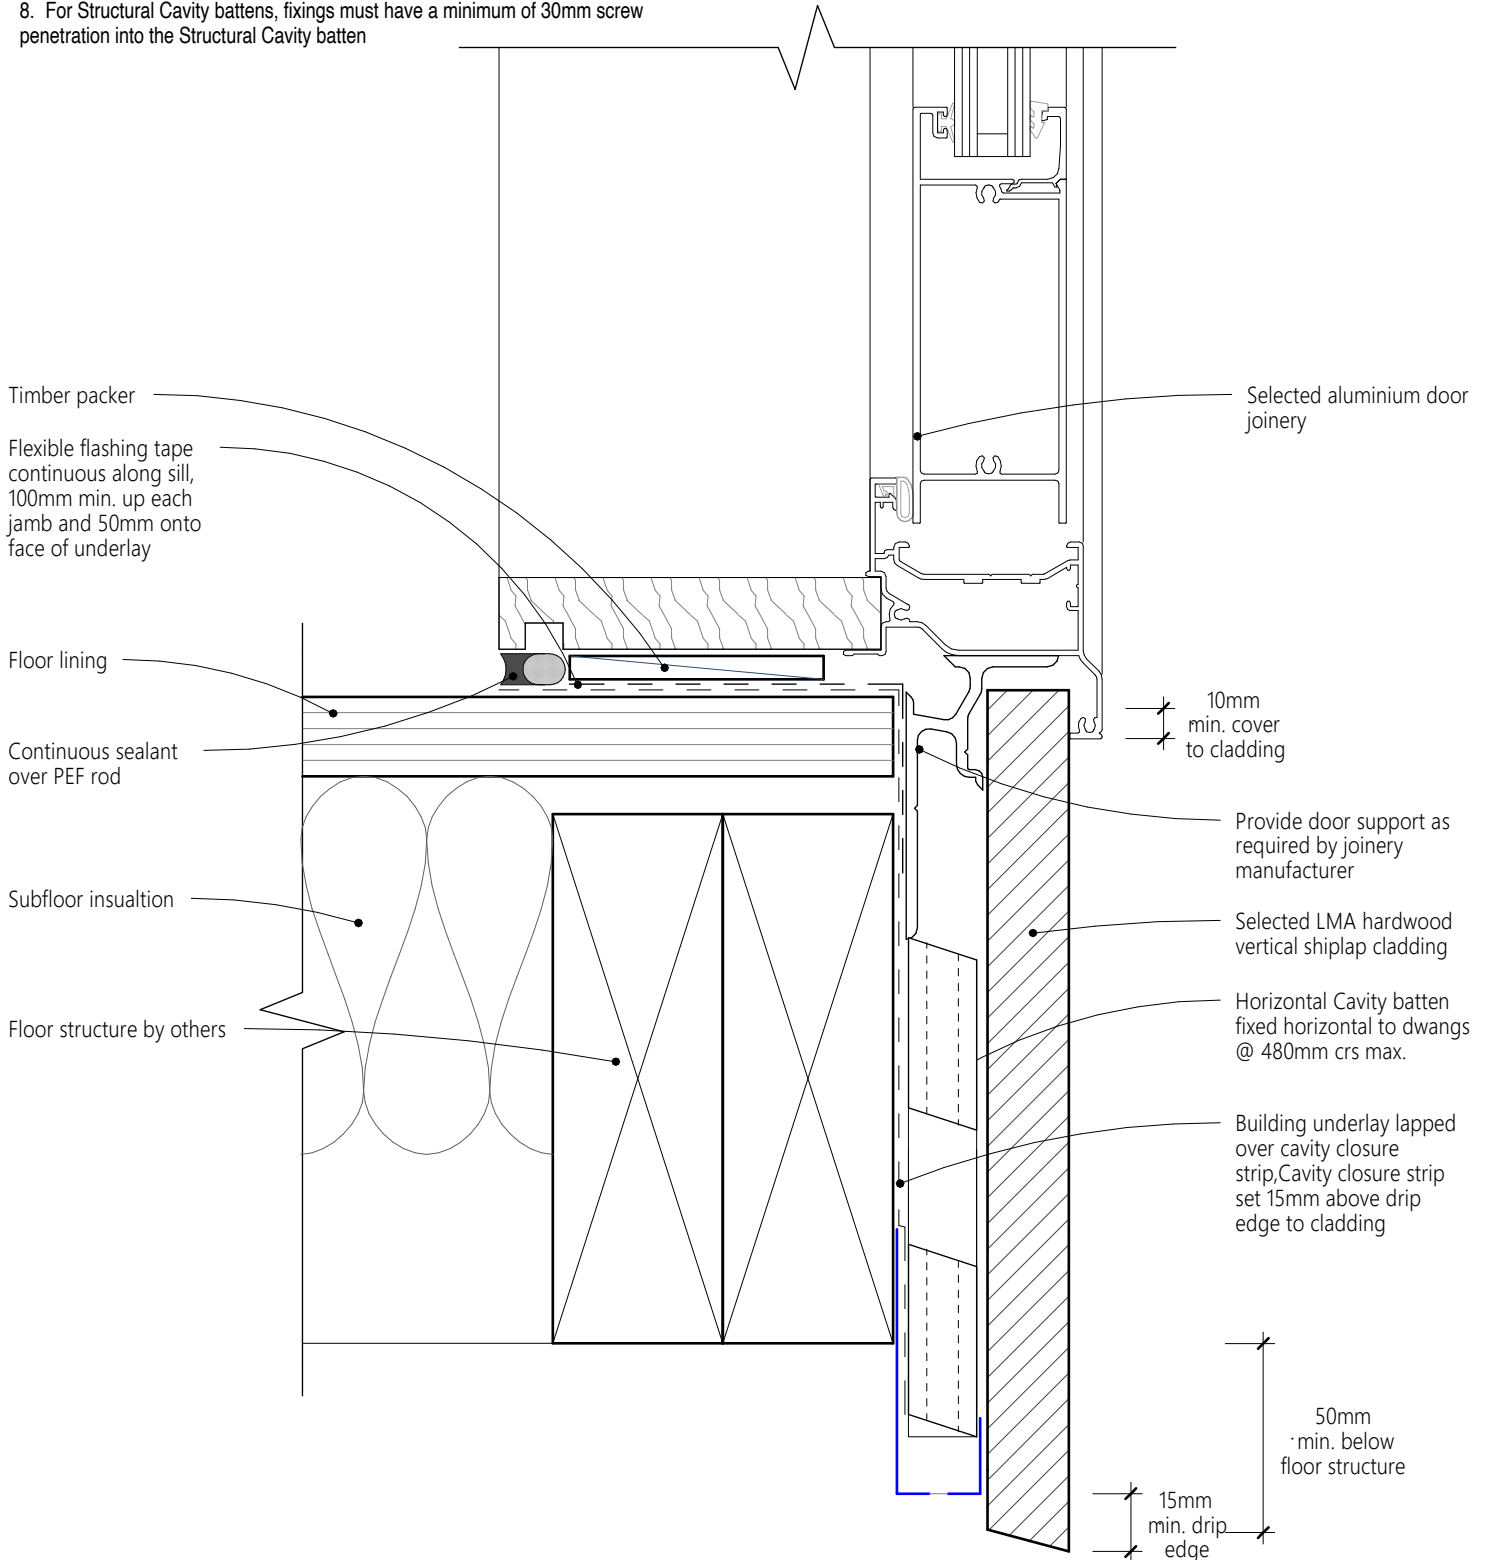 8. For Structural Cavity battens, fixings must have a minimum of 30mm screw
penetration into the Structural Cavity batten
Timber packer
Flexible flashing tape
continuous along sill,
100mm min. up each
jamb and 50mm onto
face of underlay
Floor lining
Continuous sealant
over PEF rod
Subfloor insualtion
Floor structure by others
Selected aluminium door
joinery
10mm
min. cover
to cladding
Provide door support as
required by joinery
manufacturer
Selected LMA hardwood
vertical shiplap cladding
Horizontal Cavity batten
fixed horizontal to dwangs
@ 480mm crs max.
Building underlay lapped
over cavity closure
strip,Cavity closure strip
set 15mm above drip
edge to cladding
50mm
min. below
floor structure
15mm
min. drip
edge